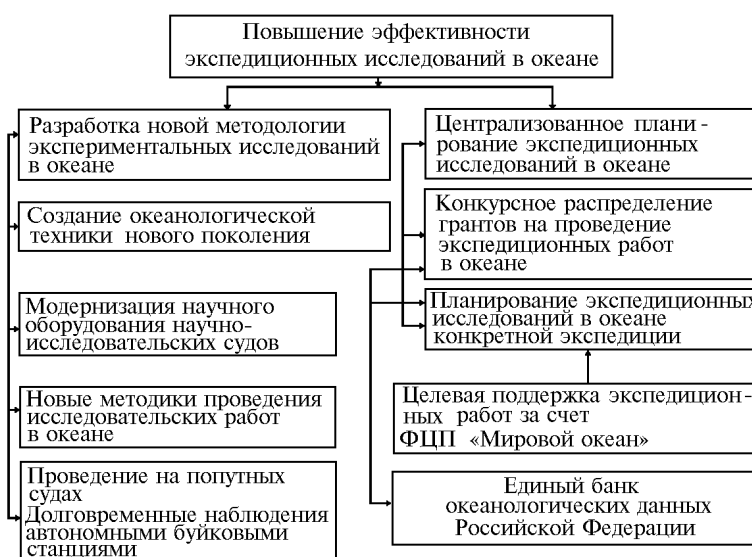 Повышение эффективности
экспедиционных исследований в океане
Разработка новой методологии
экспериментальных исследований
в океане
Создание океанологической
техники нового поколения
Модернизация научного
оборудования научно-
исследовательских судов
Новые методики проведения
исследовательских работ
в океане
Проведение на попутных
судах
Долговременные наблюдения
автономными буйковыми
станциями
Централизованное плани-
рование экспедиционных
исследований в океане
Конкурсное распределение
грантов на проведение
экспедиционных работ
в океане
Планирование экспедиционных
исследований в океане
конкретной экспедиции
Целевая поддержка экспедицион-
ных работ за счет
ФЦП «Мировой океан»
Единый банк
океанологических данных
Российской Федерации